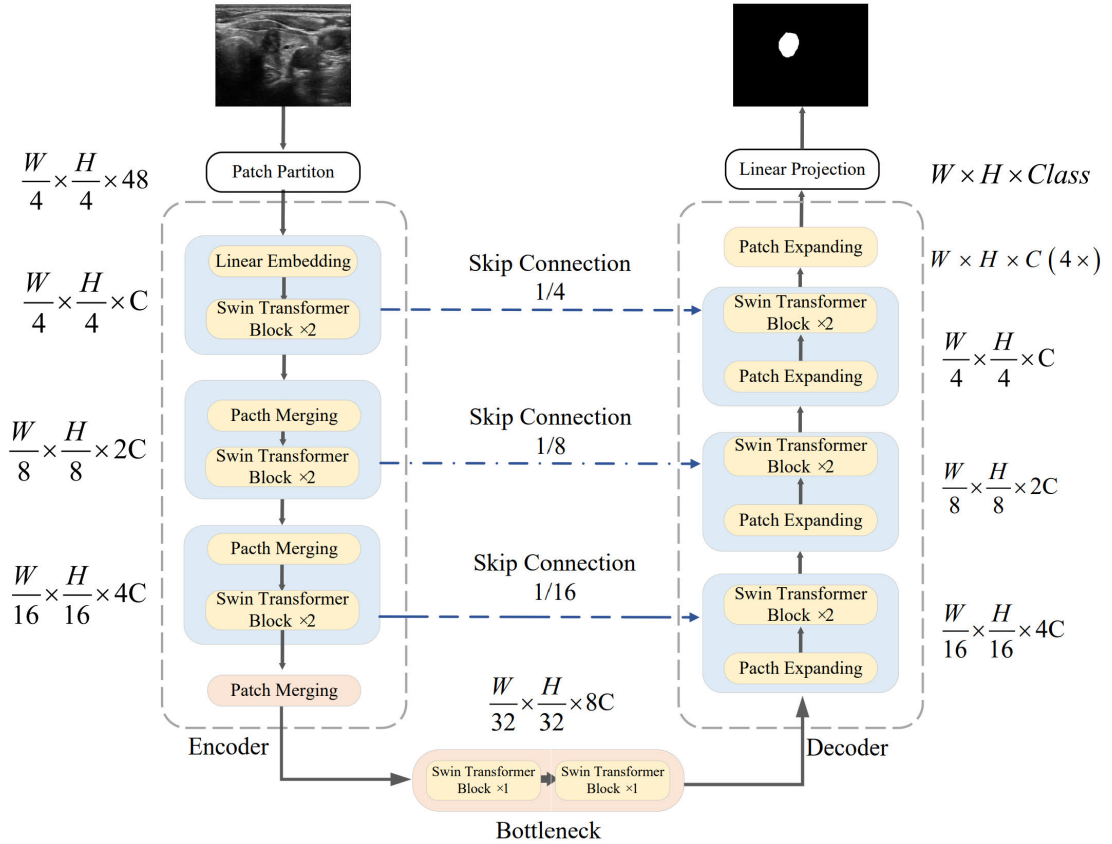 Patch Partiton
W/4 × H/4 × 48
Linear Embedding
Swin Transformer
Block ×2
W/4 × H/4 × C
Pacth Merging
Swin Transformer
Block ×2
W/8 × H/8 × 2C
Pacth Merging
Swin Transformer
Block ×2
W/16 × H/16 × 4C
Patch Merging
Encoder
Skip Connection
1/4
Skip Connection
1/8
Skip Connection
1/16
W/32 × H/32 × 8C
Swin Transformer
Block ×1
Swin Transformer
Block ×1
Bottleneck
Linear Projection
W × H × Class
Patch Expanding
W × H × C ( 4 × )
Swin Transformer
Block ×2
Patch Expanding
W/4 × H/4 × C
Swin Transformer
Block ×2
Patch Expanding
W/8 × H/8 × 2C
Swin Transformer
Block ×2
Pacth Expanding
W/16 × H/16 × 4C
Decoder